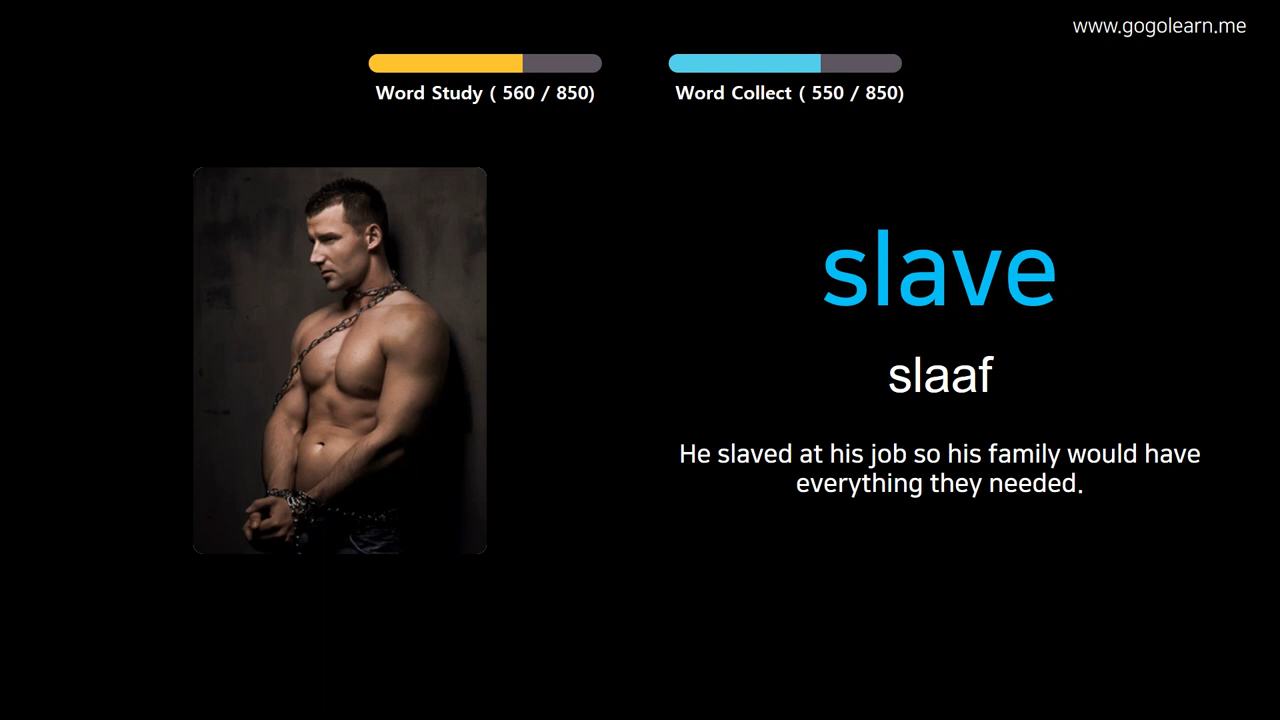 www.gogolearn.me
Word Study ( 560 / 850)
Word Collect ( 550 / 850)
slave
slaaf
He slaved at his job so his family would have
everything they needed.